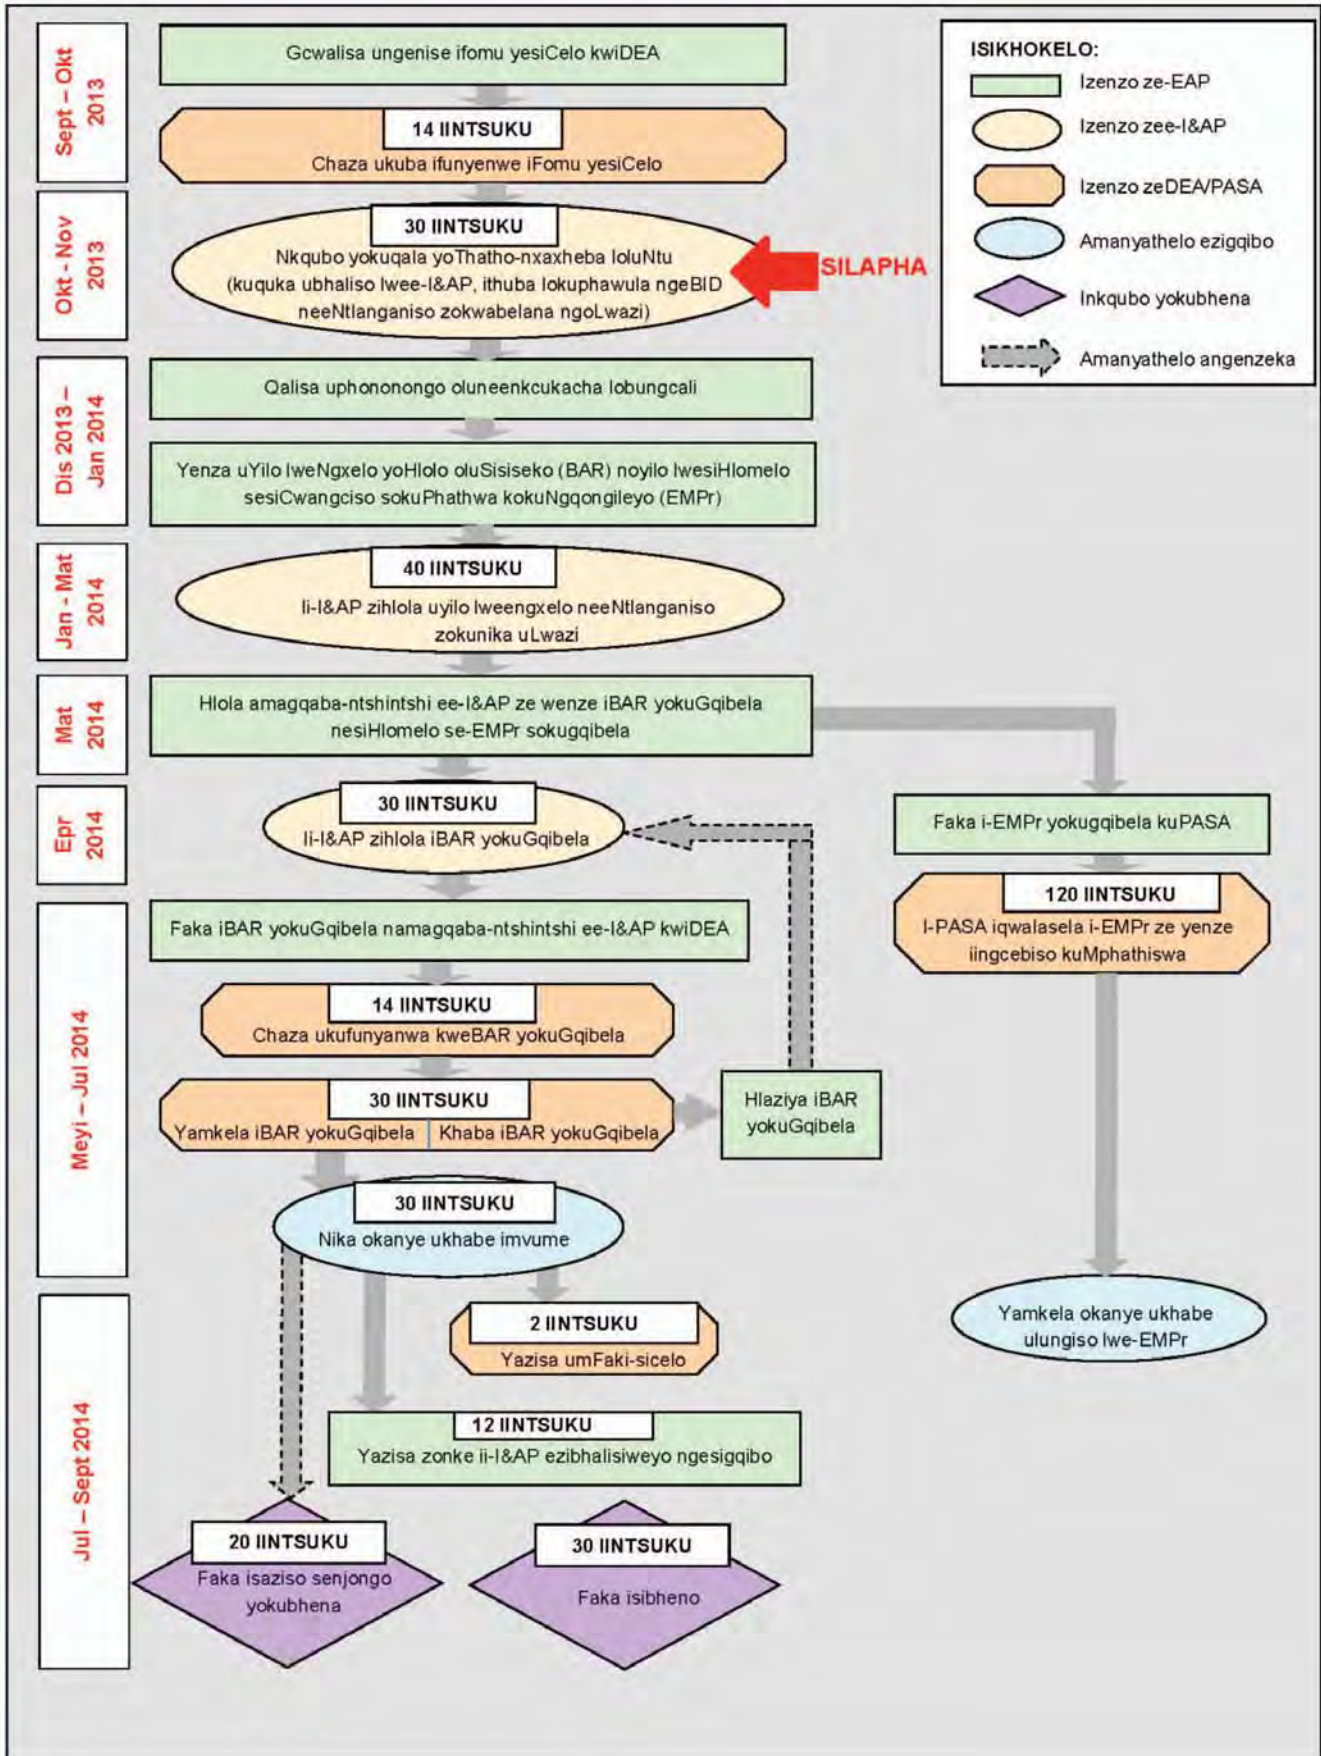 Sept – Okt
2013
Gcwalisa ungenise ifomu yesiCelo kwiDEA
14 IINTSUKU
Chaza ukuba ifunyenwe iFomu yesiCelo
ISIKHOKELO:
Izenzo ze-EAP
Izenzo zee-I&AP
Izenzo zeDEA/PASA
Amanyathelo ezigqibo
Inkqubo yokubhena
Amanyathelo angenzeka
Okt - Nov
2013
30 IINTSUKU
Nkqubo yokuqala yoThatho-nxaxheba loluNtu
(kuquka ubhaliso lwee-I&AP, ithuba lokuphawula ngeBID
neeNtlanganiso zokwabelana ngoLwazi)
SILAPHA
Dis 2013 –
Jan 2014
Qalisa uphononongo oluneenkcukacha lobungcali
Yenza uYilo lweNgxelo yoHlolo oluSisiseko (BAR) noyilo lwesiHlomelo
sesiCwangciso sokuPhathwa kokuNgqongileyo (EMPr)
Jan - Mat
2014
40 IINTSUKU
Ii-I&AP zihlola uyilo lweengxelo neeNtlanganiso
zokunika uLwazi
Mat
2014
Hlola amagqaba-ntshintshi ee-I&AP ze wenze iBAR yokuGqibela
nesiHlomelo se-EMPr sokugqibela
Epr
2014
30 IINTSUKU
Ii-I&AP zihlola iBAR yokuGqibela
Faka i-EMPr yokugqibela kuPASA
120 IINTSUKU
I-PASA iqwalasela i-EMPr ze yenze
iingcebiso kuMphathiswa
Meyi – Jul 2014
Faka iBAR yokuGqibela namagqaba-ntshintshi ee-I&AP kwiDEA
14 IINTSUKU
Chaza ukufunyanwa kweBAR yokuGqibela
30 IINTSUKU
Yamkela iBAR yokuGqibela
Khaba iBAR yokuGqibela
Hlaziya iBAR
yokuGqibela
30 IINTSUKU
Nika okanye ukhabe imvume
Yamkela okanye ukhabe
ulungiso lwe-EMPr
Jul – Sept 2014
2 IINTSUKU
Yazisa umFaki-sicelo
12 IINTSUKU
Yazisa zonke ii-I&AP ezibhalisiweyo ngesigqibo
20 IINTSUKU
Faka isaziso senjongo
yokubhena
30 IINTSUKU
Faka isibheno